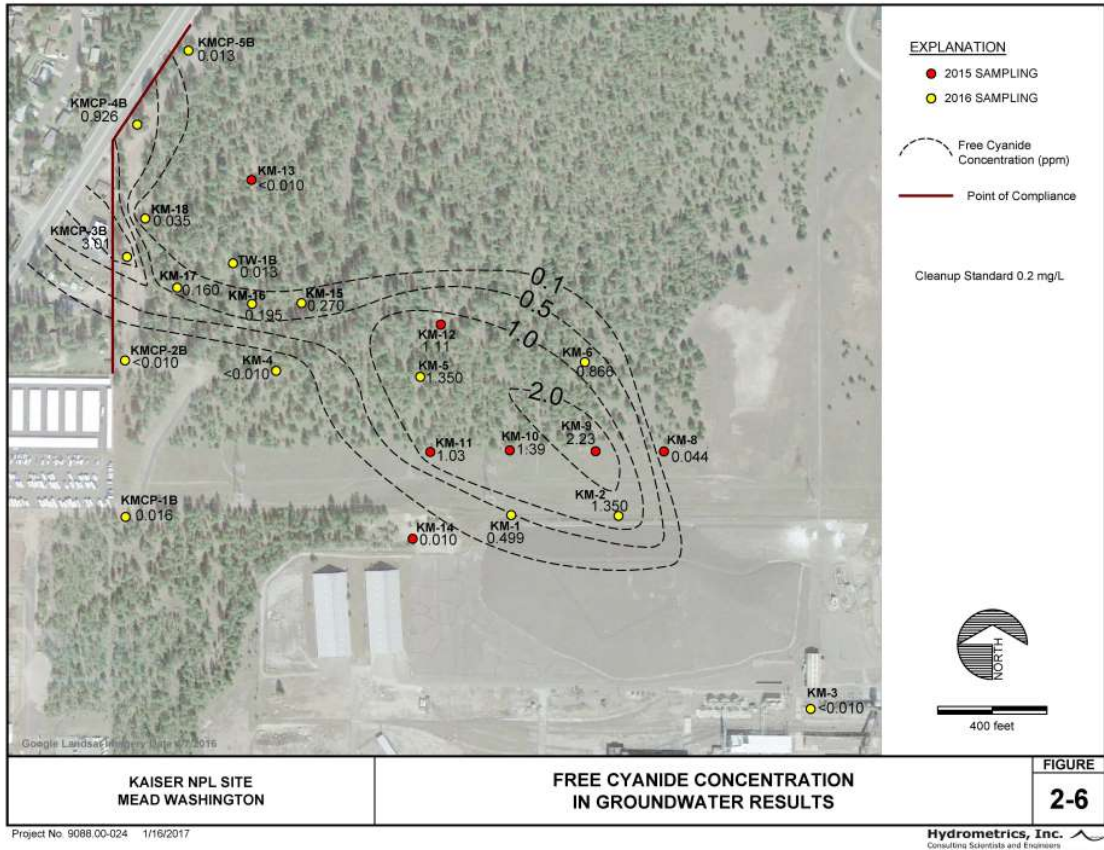 KMCP-5B
0.013
KMCP-4B
0.926
KM-13
<0.010
KM-18
0.035
KMCP-3B
3.01
TW-1B
0.013
KM-17
0.160
KM-16
0.195
KM-15
0.270
0.1
0.5
1.0
2.0
KM-12
1.11
KM-6
0.866
KMCP-2B
<0.010
KM-4
<0.010
KM-5
1.350
KM-11
1.03
KM-10
1.39
KM-9
2.23
KM-8
0.044
KM-2
1.350
KMCP-1B
0.016
KM-14
0.010
KM-1
0.499
KM-3
<0.010
EXPLANATION
2015 SAMPLING
2016 SAMPLING
Free Cyanide
Concentration (ppm)
Point of Compliance
Cleanup Standard 0.2 mg/L
NORTH
400 feet
KAISER NPL SITE
MEAD WASHINGTON
FREE CYANIDE CONCENTRATION
IN GROUNDWATER RESULTS
FIGURE
2-6
Project No. 9088.00-024 1/16/2017
Hydrometrics, Inc.
Consulting Scientists and Engineers